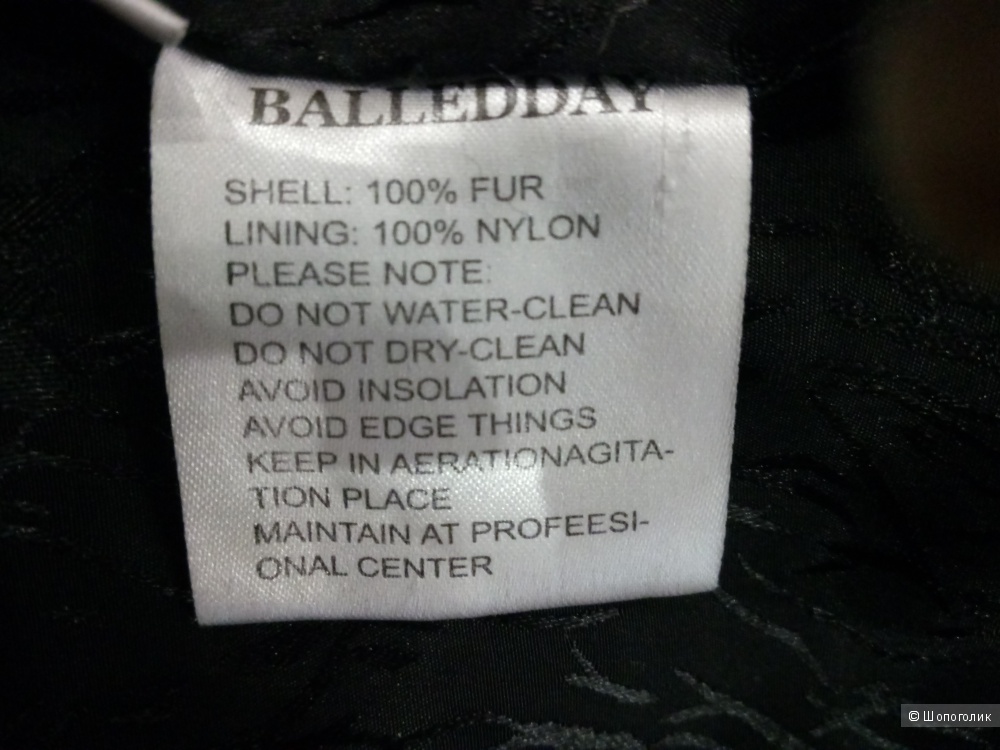 BALLEDDAY
SHELL: 100% FUR
LINING: 100% NYLON
PLEASE NOTE:
DO NOT WATER-CLEAN
DO NOT DRY-CLEAN
AVOID INSOLATION
AVOID EDGE THINGS
KEEP IN AERATIONAGITA-
TION PLACE
MAINTAIN AT PROFEESI-
ONAL CENTER
© Шопоголик